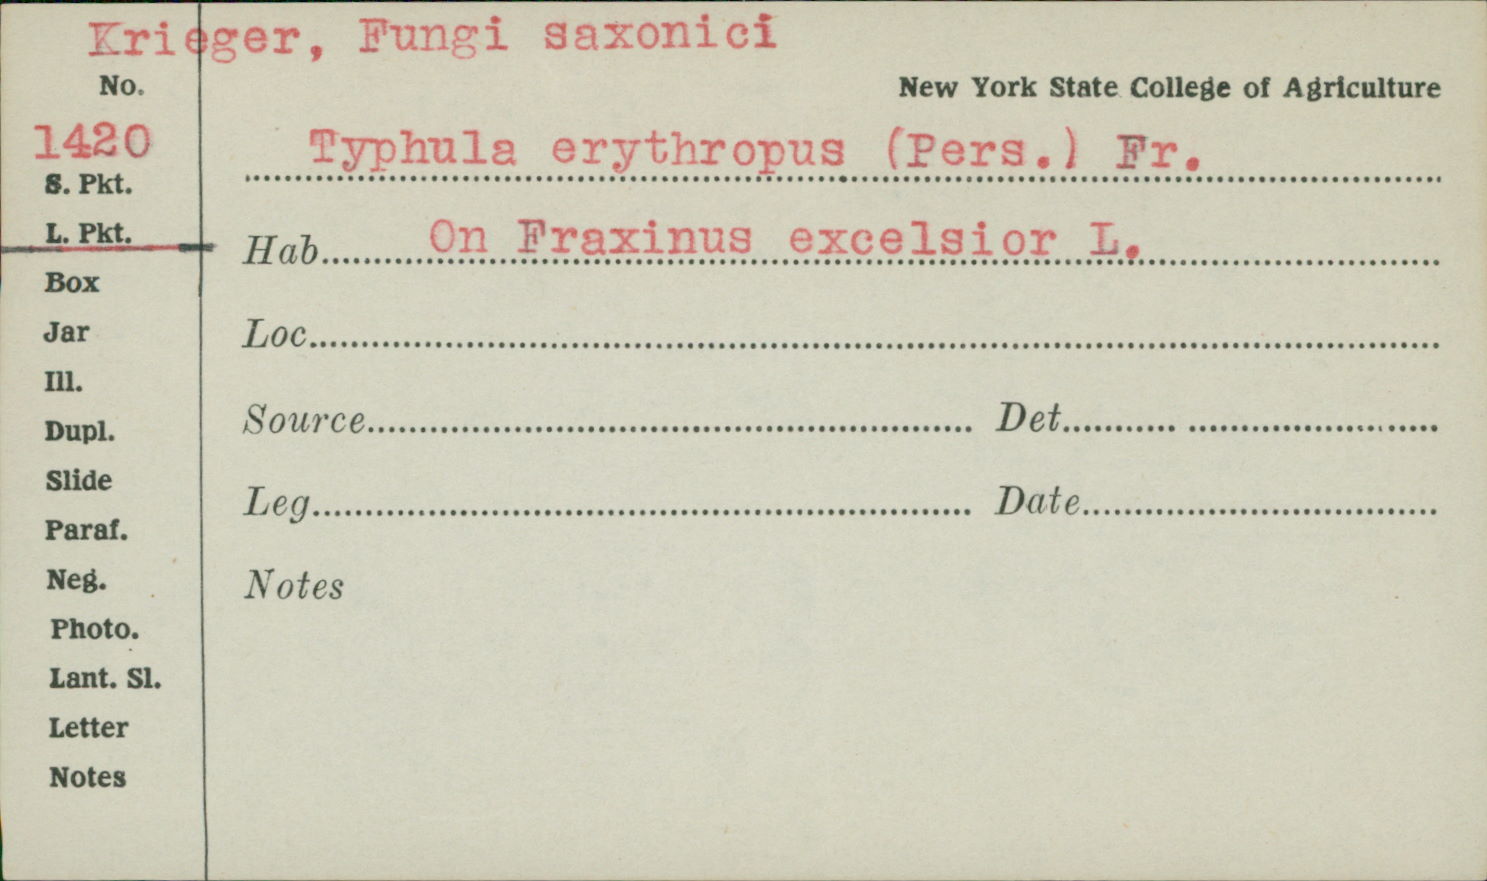 Krieger, Fungi saxonici
No.
New York State College of Agriculture
1420
Typhula erythropus (Pers.) Fr.
S. Pkt.
L. Pkt.
Hab. On Fraxinus excelsior L.
Box
Jar
Loc.
Ill.
Dupl.
Source Det.
Slide
Leg. Date
Paraf.
Neg.
Notes
Photo.
Lant. Sl.
Letter
Notes